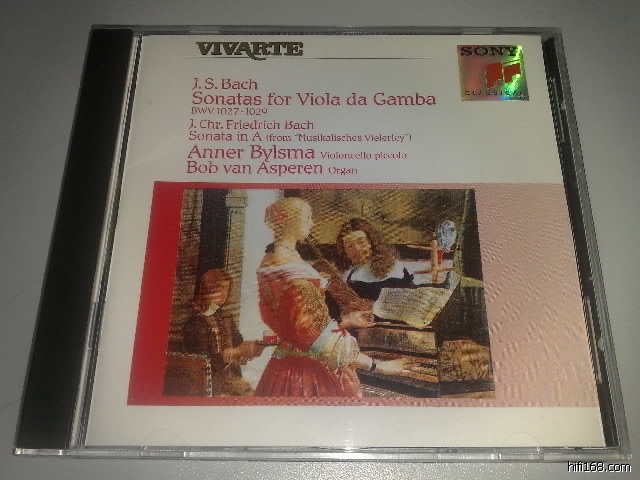 VIVARTE
SONY
CLASSICAL
J. S. Bach
Sonatas for Viola da Gamba
BWV 1027-1029
J. Chr. Friedrich Bach
Sonata in A (from "Musikalisches Vielerley")
Anner Bylsma Violoncello piccolo
Bob van Asperen Organ
hifi168.com